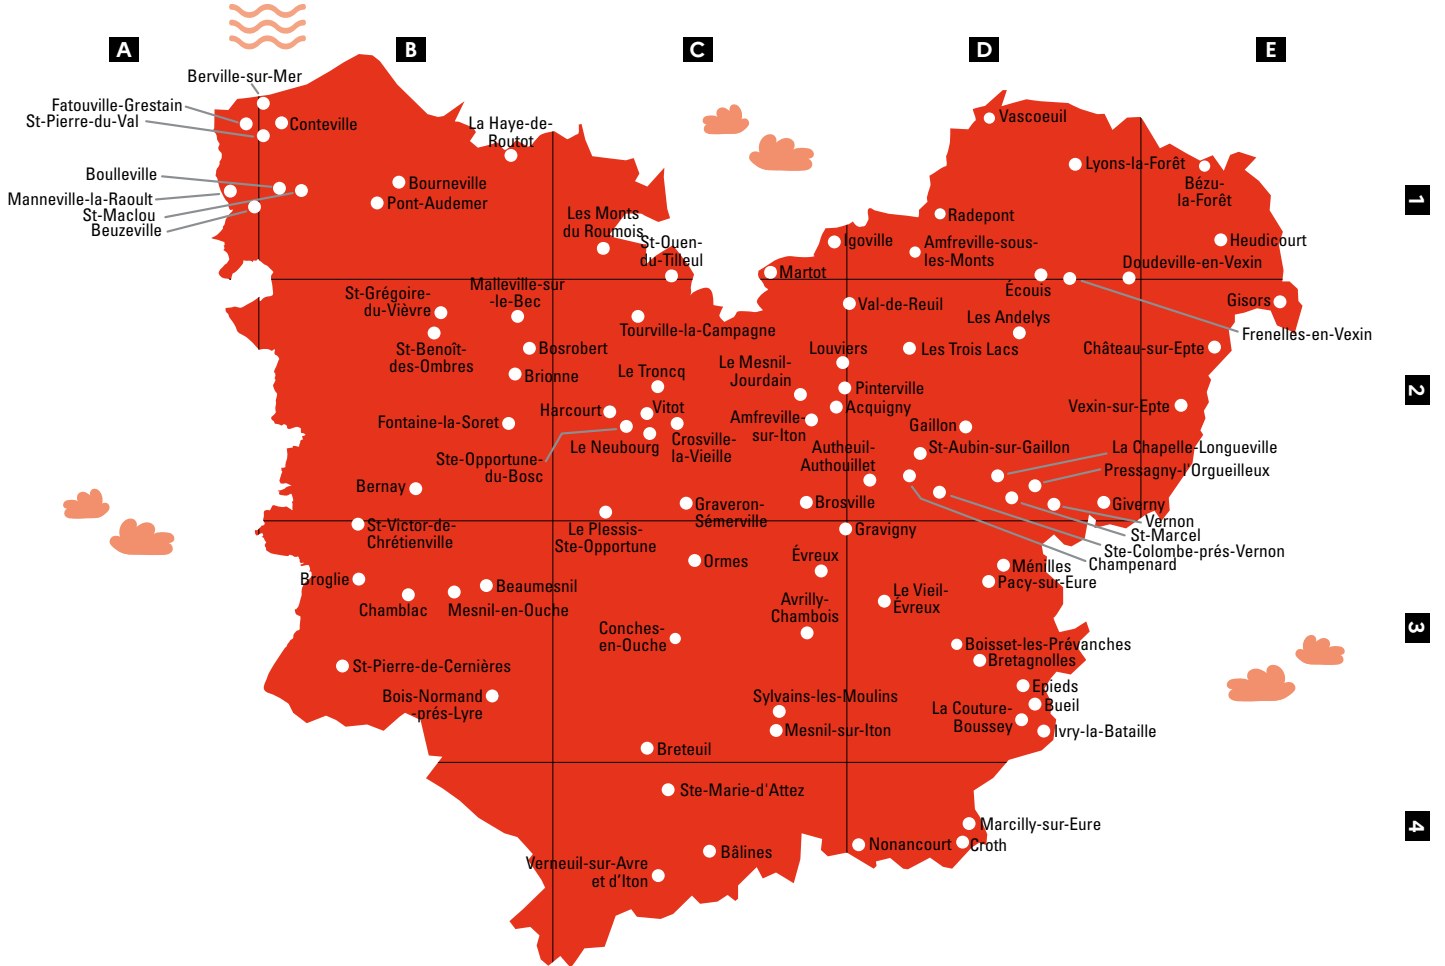 A
B
C
D
E
Berville-sur-Mer
Fatouville-Grestain
St-Pierre-du-Val
Conteville
La Haye-de-
Routot
Vascoeuil
Lyons-la-Forêt
Bézu-
la-Forêt
Boulleville
Manneville-la-Raoult
St-Maclou
Beuzeville
Bourneville
Pont-Audemer
1
Les Monts
du Roumois
St-Ouen-
du-Tilleul
Radepont
Igoville
Amfreville-sous-
les-Monts
Heudicourt
Martot
Doudeville-en-Vexin
Écouis
Malleville-sur
-le-Bec
St-Grégoire-
du-Vièvre
Val-de-Reuil
Gisors
Tourville-la-Campagne
Les Andelys
Frenelles-en-Vexin
St-Benoît-
des-Ombres
Bosrobert
Louviers
Les Trois Lacs
Château-sur-Epte
Brionne
Le Troncq
Le Mesnil-
Jourdain
Pinterville
2
Harcourt
Vitot
Acquigny
Vexin-sur-Epte
Fontaine-la-Soret
Amfreville-
sur-Iton
Gaillon
Le Neubourg
Crosville-
la-Vieille
Autheuil-
Authouillet
St-Aubin-sur-Gaillon
La Chapelle-Longueville
Ste-Opportune-
du-Bosc
Pressagny-l'Orgueilleux
Bernay
Graveron-
Sémerville
Brosville
Giverny
St-Victor-de-
Chrétienville
Le Plessis-
Ste-Opportune
Gravigny
Vernon
St-Marcel
Ste-Colombe-prés-Vernon
Champenard
Ormes
Évreux
Ménilles
Pacy-sur-Eure
Broglie
Beaumesnil
Chamblac
Mesnil-en-Ouche
Avrilly-
Chambois
Le Vieil-
Évreux
3
Conches-
en-Ouche
Boisset-les-Prévanches
Bretagnolles
St-Pierre-de-Cernières
Bois-Normand
-prés-Lyre
Sylvains-les-Moulins
Epieds
Bueil
La Couture-
Boussey
Mesnil-sur-Iton
Ivry-la-Bataille
Breteuil
Ste-Marie-d'Attez
Marcilly-sur-Eure
4
Bâlines
Nonancourt
Croth
Verneuil-sur-Avre
et d'Iton